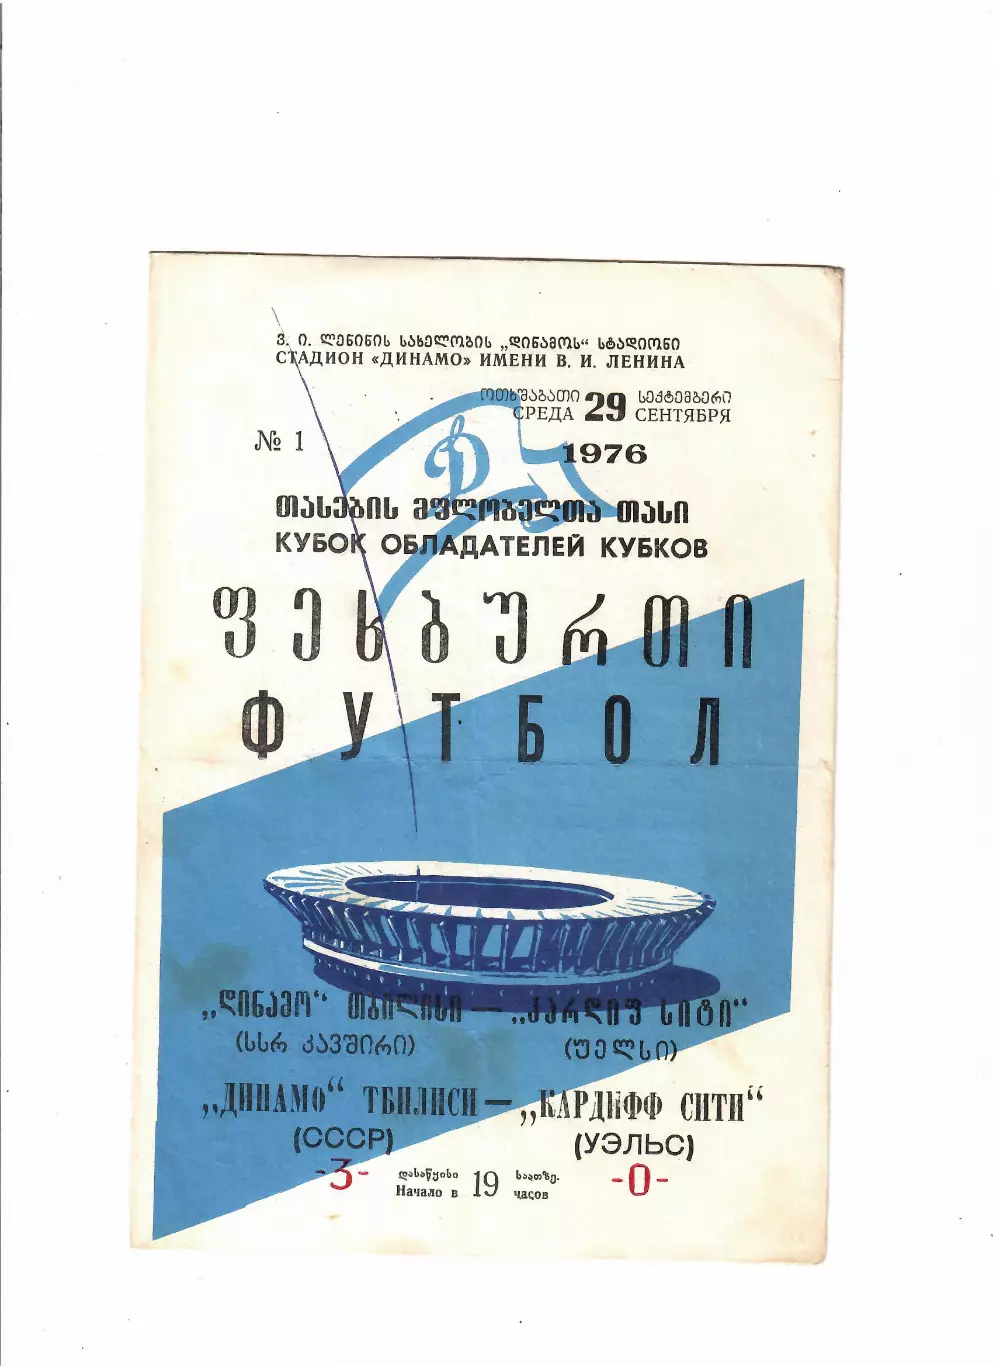 ვ. ი. ლენინის სახელობის „დინამოს“ სტადიონი
СТАДИОН «ДИНАМО» ИМЕНИ В. И. ЛЕНИНА
ოთხშაბათი 29 სექტემბერი
СРЕДА СЕНТЯБРЯ
№ 1
1976
თასების მფლობელთა თასი
КУБОК ОБЛАДАТЕЛЕЙ КУБКОВ
ფეხბურთი
ФУТБОЛ
„დინამო“ თბილისი — „კარდიფ სიტი“
(სსრ კავშირი) (უელსი)
„ДИНАМО“ ТБИЛИСИ — „КАРДИФФ СИТИ“
(СССР) (УЭЛЬС)
-3- დასაწყისი 19 საათზე. -0-
Начало в часов